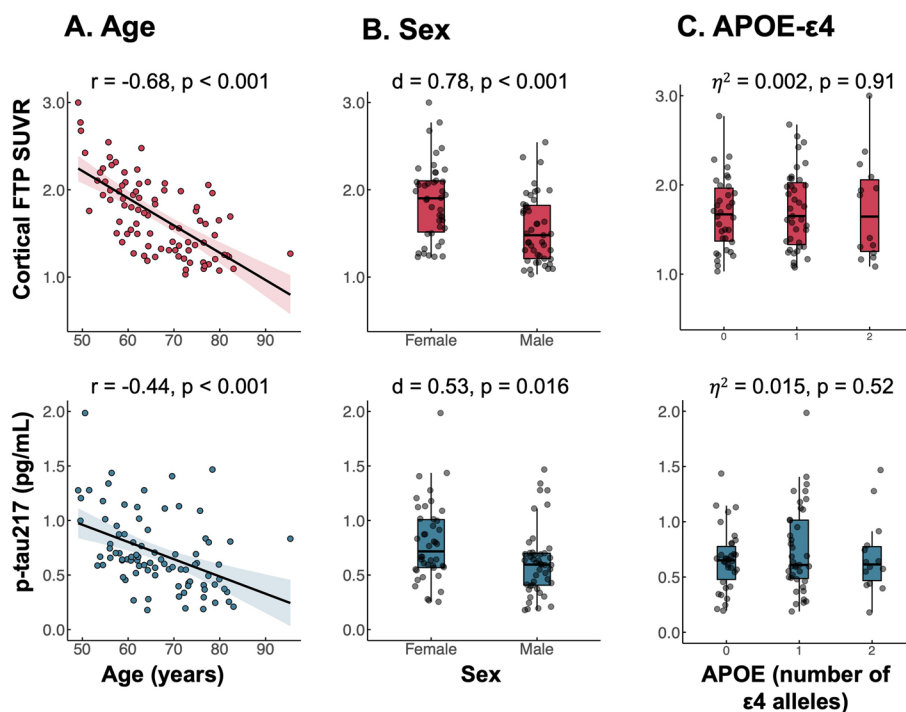 A. Age
B. Sex
C. APOE-ε4
r = -0.68, p < 0.001
d = 0.78, p < 0.001
η² = 0.002, p = 0.91
Cortical FTP SUVR
3.0
2.0
1.0
50 60 70 80 90
3.0
2.0
1.0
Female Male
3.0
2.0
1.0
0 1 2
r = -0.44, p < 0.001
d = 0.53, p = 0.016
η² = 0.015, p = 0.52
p-tau217 (pg/mL)
2.0
1.5
1.0
0.5
0.0
50 60 70 80 90
Age (years)
2.0
1.5
1.0
0.5
0.0
Female Male
Sex
2.0
1.5
1.0
0.5
0.0
0 1 2
APOE (number of
ε4 alleles)